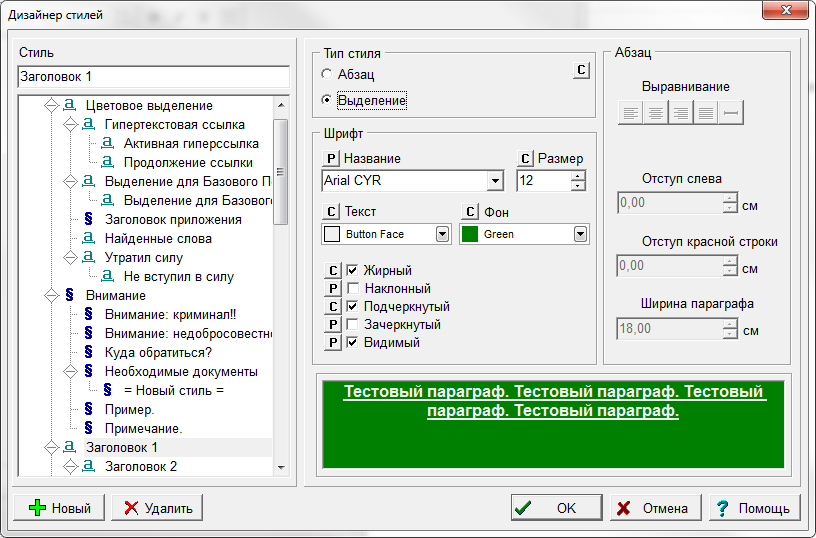 Дизайнер стилей
Стиль
Заголовок 1
Цветовое выделение
Гипертекстовая ссылка
Активная гиперссылка
Продолжение ссылки
Выделение для Базового П
Выделение для Базово
Заголовок приложения
Найденные слова
Утратил силу
Не вступил в силу
Внимание
Внимание: криминал!!
Внимание: недобросовестн
Куда обратиться?
Необходимые документы
= Новый стиль =
Пример.
Примечание.
Заголовок 1
Заголовок 2
Новый
Удалить
Тип стиля
Абзац
C
Выделение
Шрифт
P Название
C Размер
Arial CYR
12
C Текст
C Фон
Button Face
Green
C Жирный
P Наклонный
C Подчеркнутый
P Зачеркнутый
P Видимый
Абзац
Выравнивание
Отступ слева
0,00 см
Отступ красной строки
0,00 см
Ширина параграфа
18,00 см
Тестовый параграф. Тестовый параграф. Тестовый
параграф. Тестовый параграф.
OK
Отмена
? Помощь